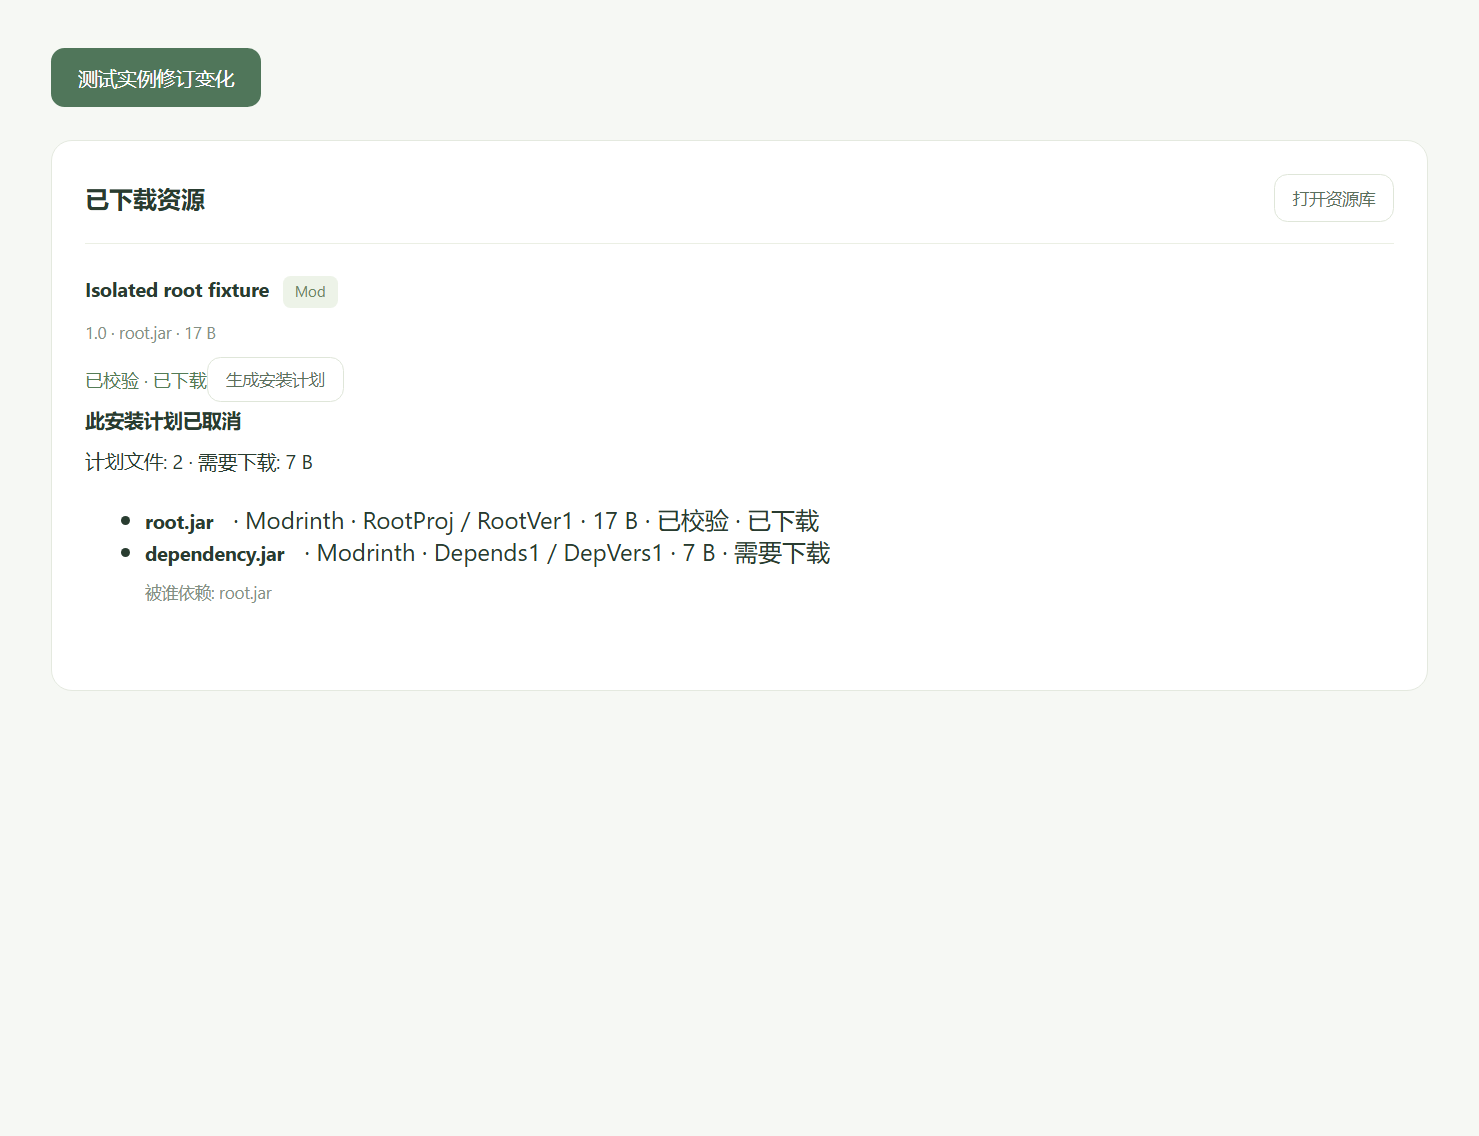 测试实例修订变化
已下载资源
打开资源库
Isolated root fixture Mod
1.0 · root.jar · 17 B
已校验 · 已下载 生成安装计划
此安装计划已取消
计划文件: 2 · 需要下载: 7 B
root.jar · Modrinth · RootProj / RootVer1 · 17 B · 已校验 · 已下载
dependency.jar · Modrinth · Depends1 / DepVers1 · 7 B · 需要下载
被谁依赖: root.jar